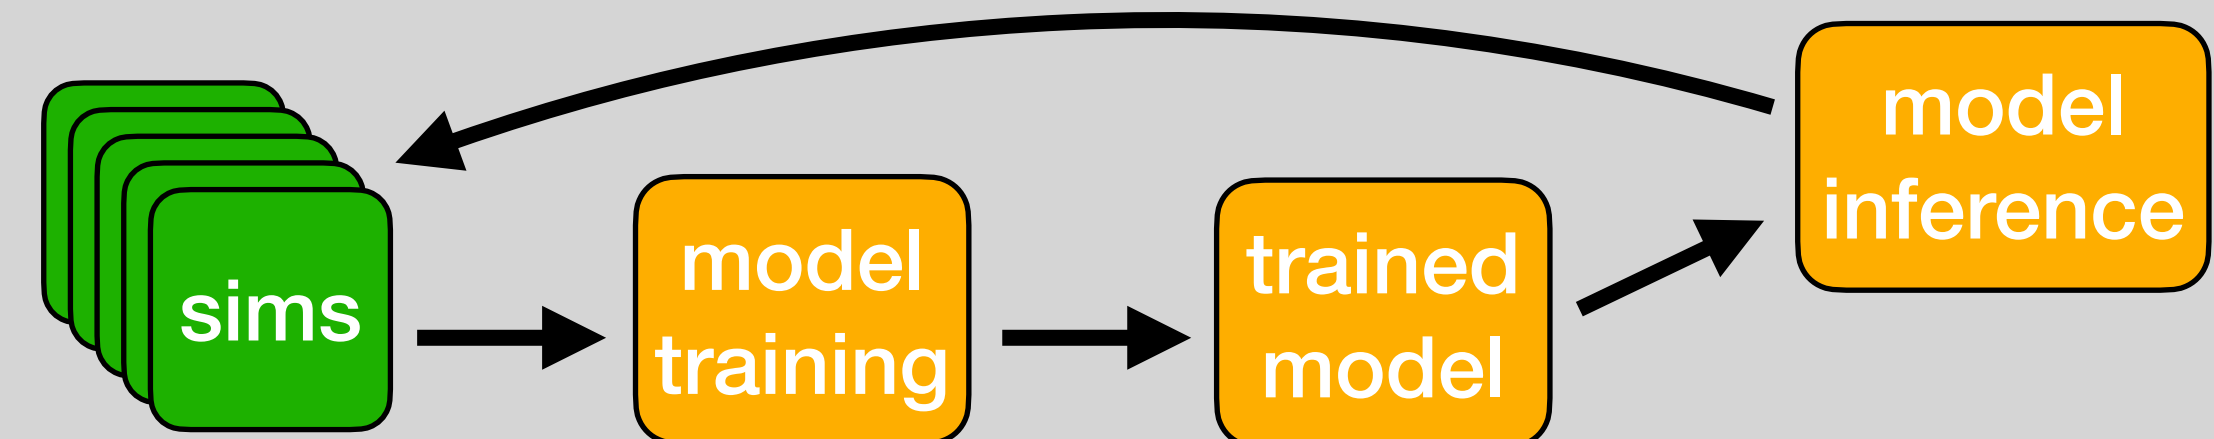 sims
model
training
trained
model
model
inference